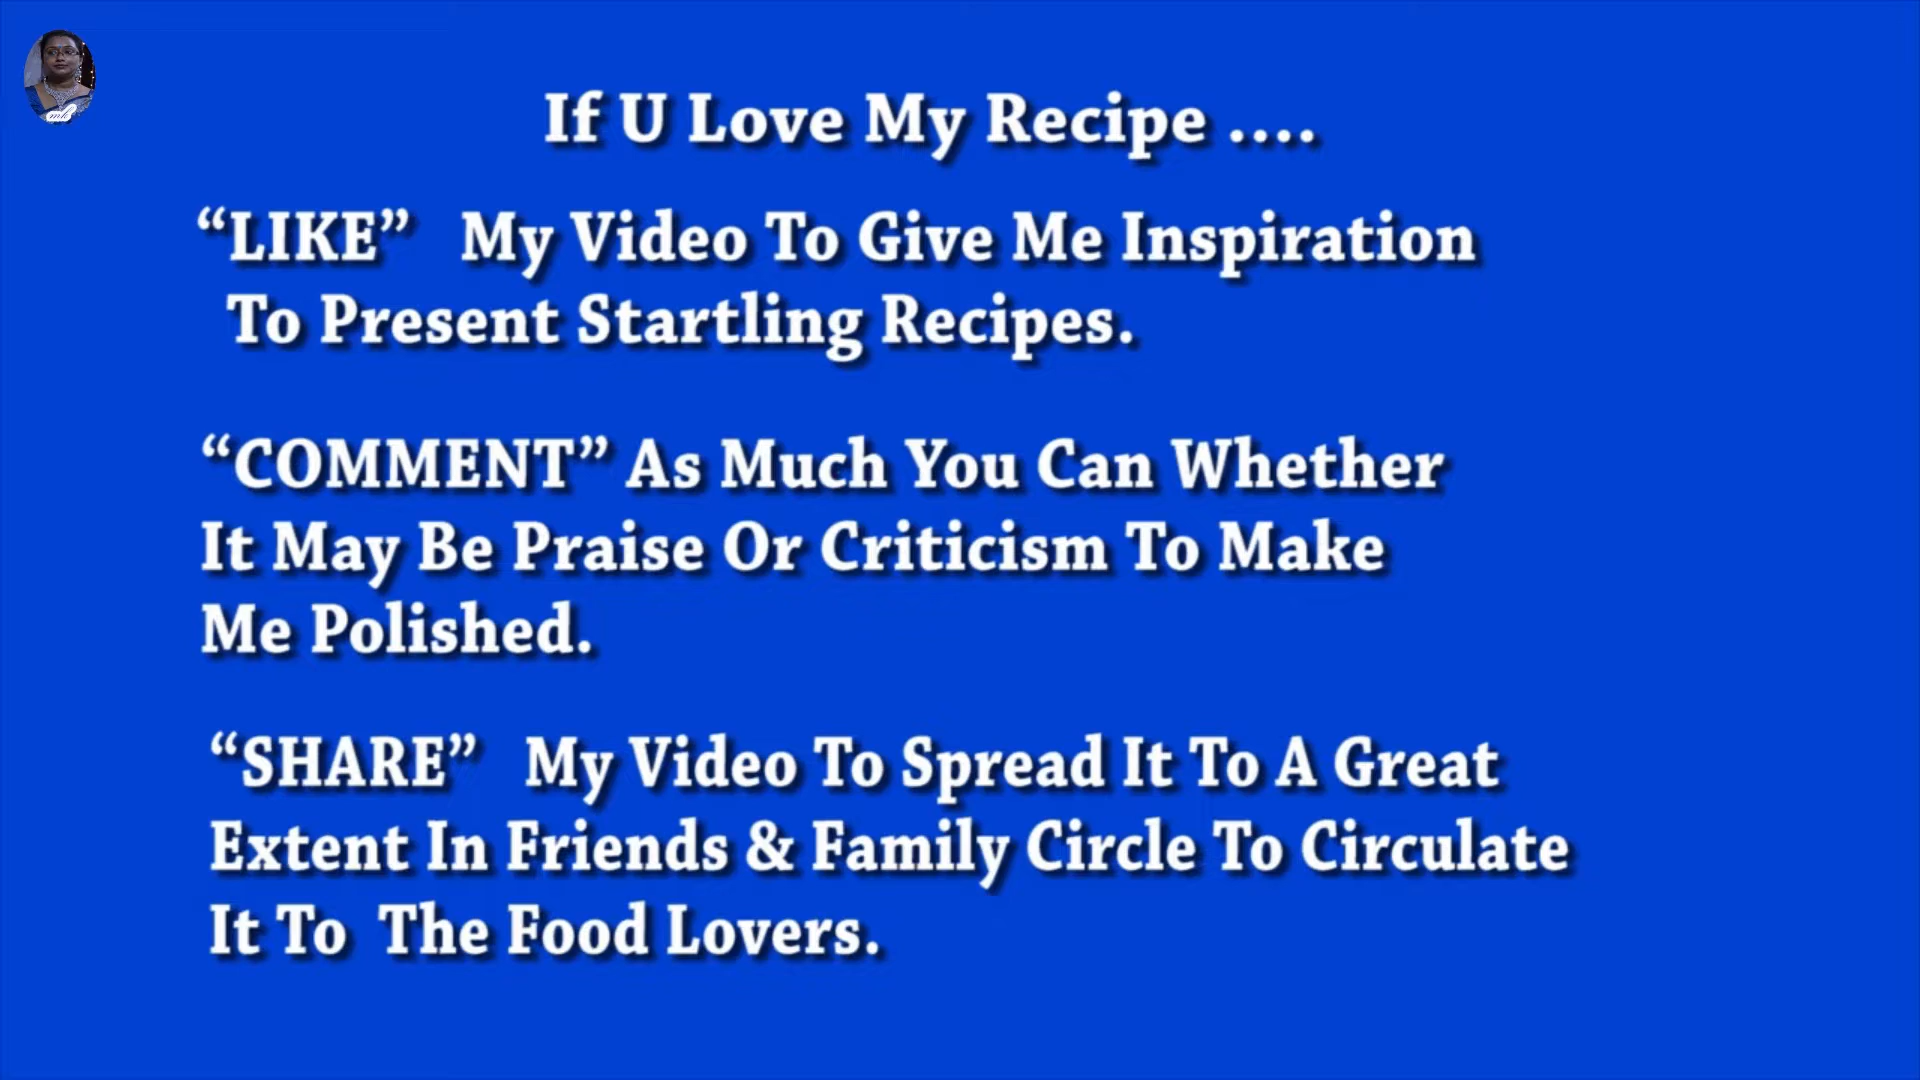 If U Love My Recipe ....
“LIKE” My Video To Give Me Inspiration
To Present Startling Recipes.
“COMMENT” As Much You Can Whether
It May Be Praise Or Criticism To Make
Me Polished.
“SHARE” My Video To Spread It To A Great
Extent In Friends & Family Circle To Circulate
It To The Food Lovers.